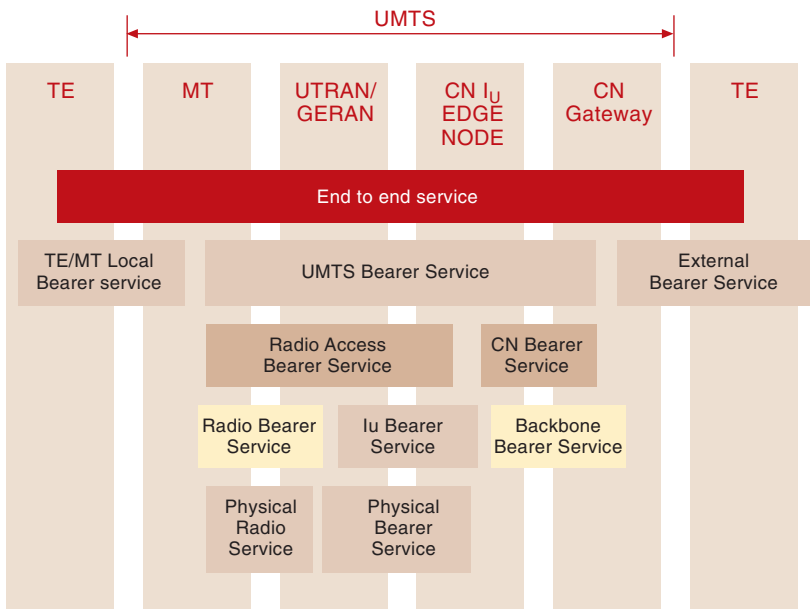 UMTS
TE
MT
UTRAN/
GERAN
CN IU
EDGE
NODE
CN
Gateway
TE
End to end service
TE/MT Local
Bearer service
UMTS Bearer Service
External
Bearer Service
Radio Access
Bearer Service
CN Bearer
Service
Radio Bearer
Service
Iu Bearer
Service
Backbone
Bearer Service
Physical
Radio
Service
Physical
Bearer
Service